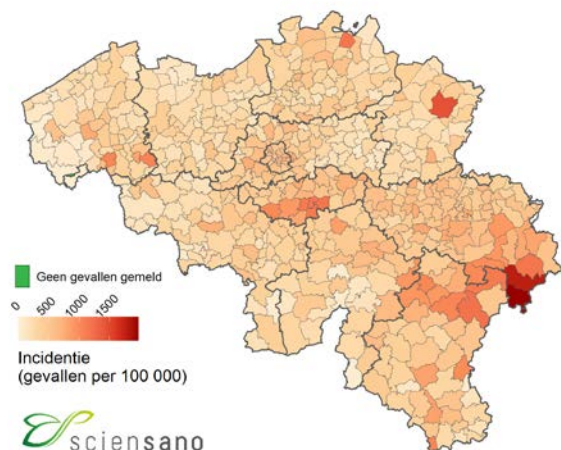 Geen gevallen gemeld
0 500 1000 1500
Incidentie
(gevallen per 100 000)
sciensano